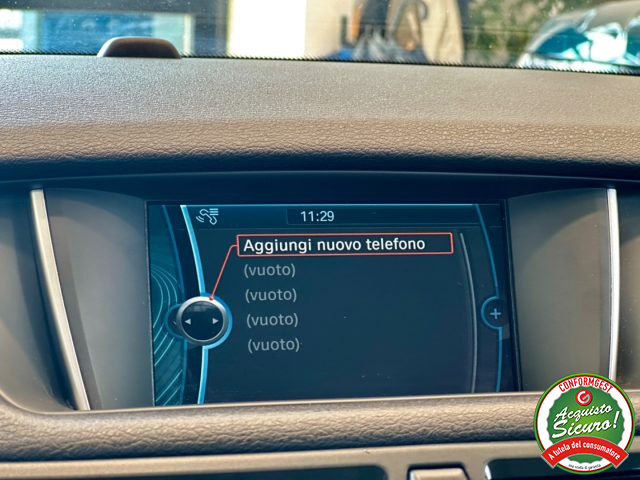 11:29
Aggiungi nuovo telefono
(vuoto)
(vuoto)
(vuoto)
(vuoto)
CONFORMGEST
Acquisto
Sicuro!
A tutela del consumatore